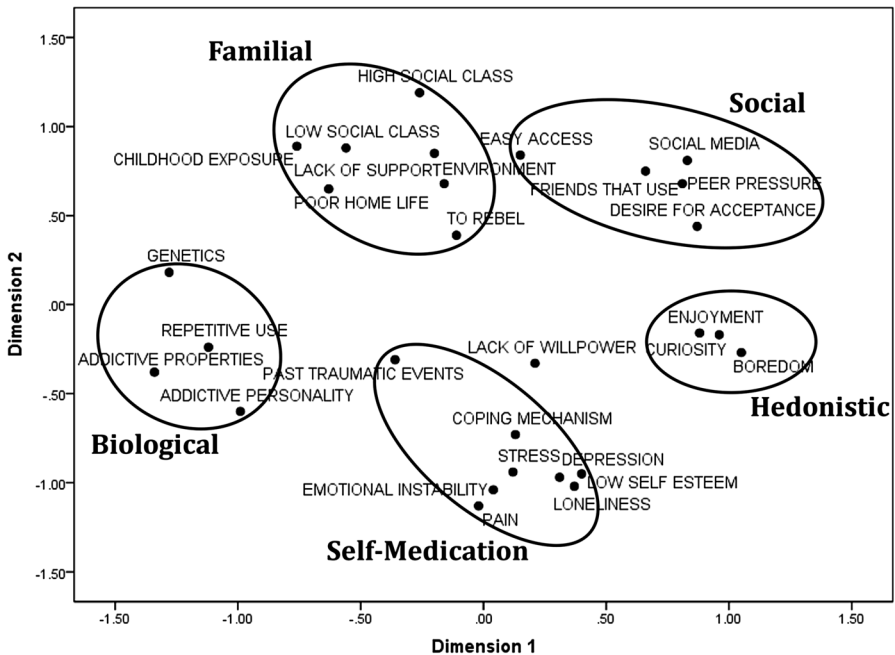 1.50
Familial
HIGH SOCIAL CLASS
Social
1.00
LOW SOCIAL CLASS
EASY ACCESS
SOCIAL MEDIA
CHILDHOOD EXPOSURE
LACK OF SUPPORT
ENVIRONMENT
FRIENDS THAT USE
PEER PRESSURE
POOR HOME LIFE
DESIRE FOR ACCEPTANCE
.50
TO REBEL
GENETICS
Dimension 2
.00
ENJOYMENT
REPETITIVE USE
LACK OF WILLPOWER
CURIOSITY
ADDICTIVE PROPERTIES
PAST TRAUMATIC EVENTS
BOREDOM
-.50
ADDICTIVE PERSONALITY
Hedonistic
COPING MECHANISM
Biological
STRESS
DEPRESSION
-1.00
EMOTIONAL INSTABILITY
LOW SELF ESTEEM
LONELINESS
PAIN
Self-Medication
-1.50
-1.50 -1.00 -.50 .00 .50 1.00 1.50
Dimension 1